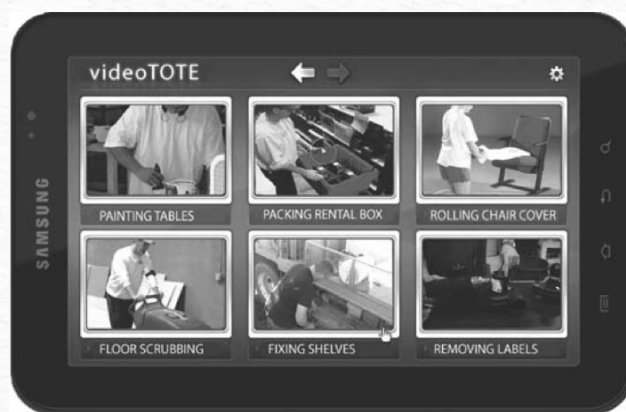 videoTOTE
SAMSUNG
PAINTING TABLES
PACKING RENTAL BOX
ROLLING CHAIR COVER
FLOOR SCRUBBING
FIXING SHELVES
REMOVING LABELS